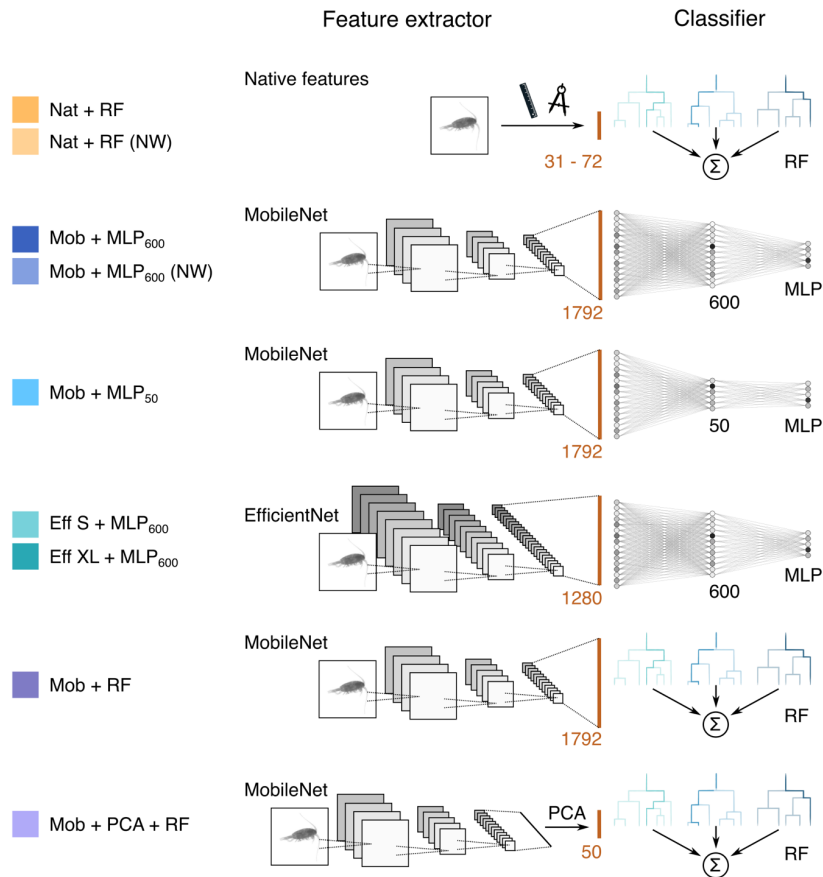 Feature extractor
Classifier
Native features
Nat + RF
Nat + RF (NW)
31 - 72
Σ
RF
MobileNet
Mob + MLP₆₀₀
Mob + MLP₆₀₀ (NW)
1792
600
MLP
MobileNet
Mob + MLP₅₀
1792
50
MLP
EfficientNet
Eff S + MLP₆₀₀
Eff XL + MLP₆₀₀
1280
600
MLP
MobileNet
Mob + RF
1792
Σ
RF
MobileNet
Mob + PCA + RF
PCA
50
Σ
RF